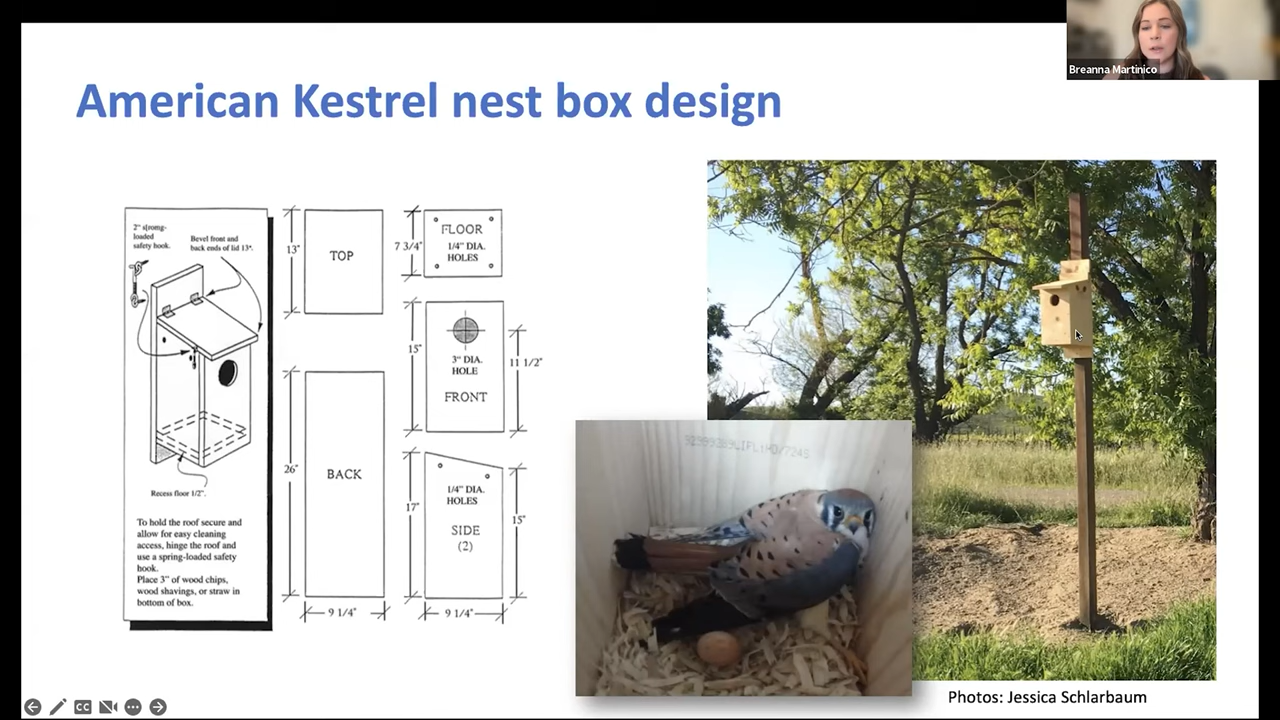 Breanna Martinico
American Kestrel nest box design
2" strong-
loaded
safety hook.
Bevel front and
back ends of lid 13°.
Recess floor 1/2".
To hold the roof secure and
allow for easy cleaning
access, hinge the roof and
use a spring-loaded safety
hook.
Place 3" of wood chips,
wood shavings, or straw in
bottom of box.
13"
TOP
7 3/4"
FLOOR
1/4" DIA.
HOLES
15"
3" DIA.
HOLE
FRONT
11 1/2"
26"
BACK
9 1/4"
17"
1/4" DIA.
HOLES
SIDE
(2)
15"
9 1/4"
Photos: Jessica Schlarbaum
CC